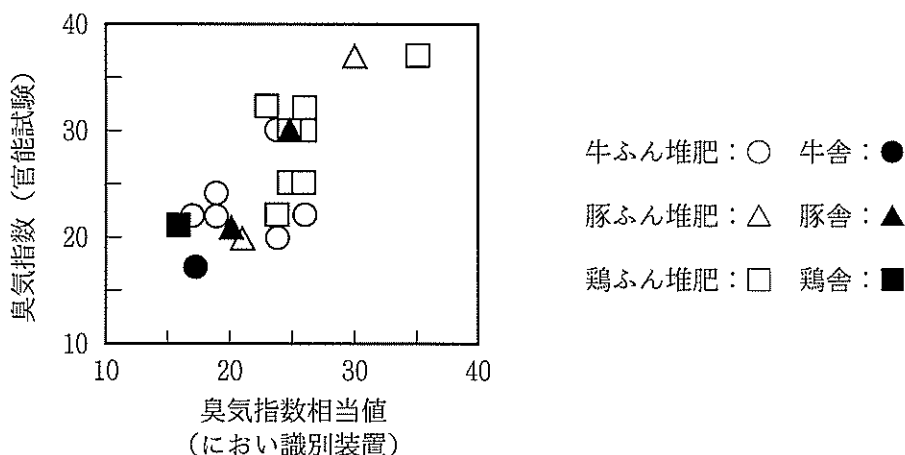 臭気指数（官能試験）
40
30
20
10
10
20
30
40
臭気指数相当値
（におい識別装置）
牛ふん堆肥：○ 牛舎：●
豚ふん堆肥：△ 豚舎：▲
鶏ふん堆肥：□ 鶏舎：■